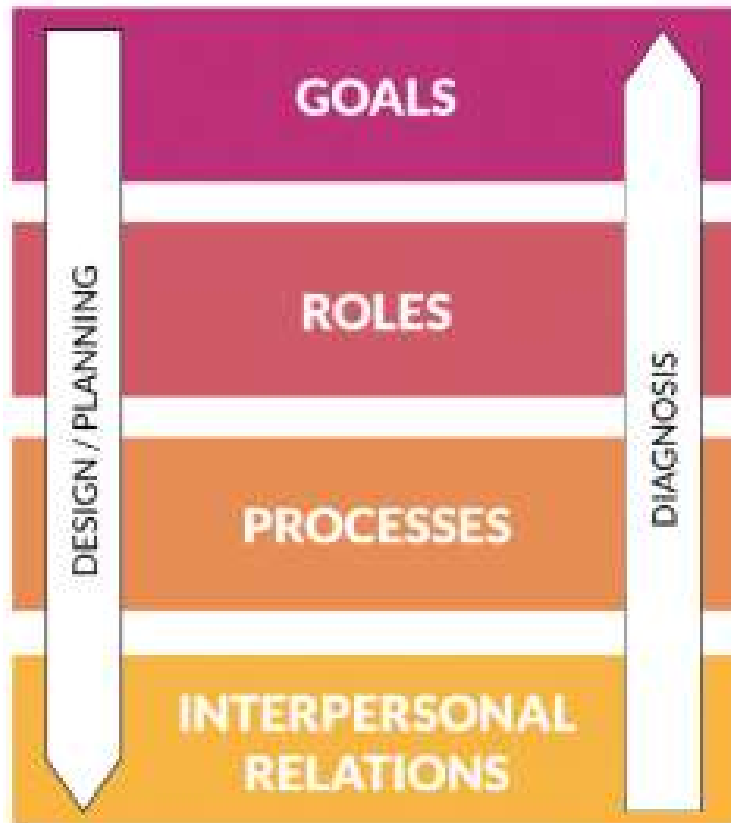 GOALS
ROLES
DESIGN / PLANNING
DIAGNOSIS
PROCESSES
INTERPERSONAL
RELATIONS